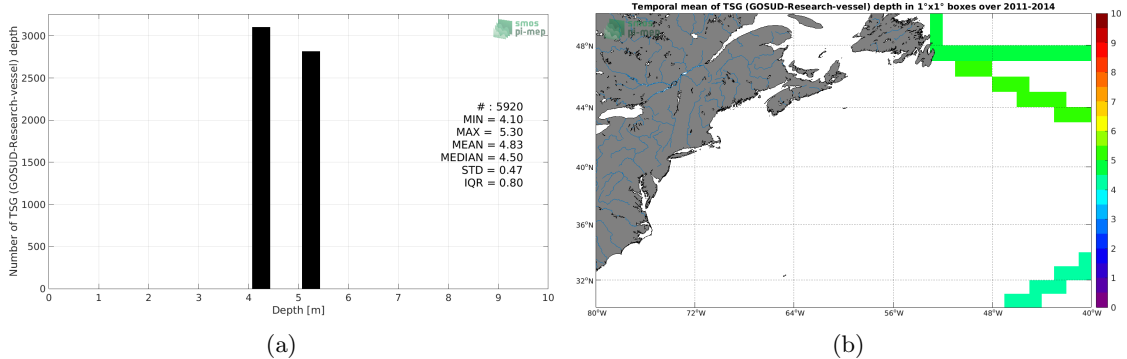 smos
pi-mep
Number of TSG (GOSUD-Research-vessel) depth
3000
2500
2000
1500
1000
500
0
# : 5920
MIN = 4.10
MAX = 5.30
MEAN = 4.83
MEDIAN = 4.50
STD = 0.47
IQR = 0.80
0 1 2 3 4 5 6 7 8 9 10
Depth [m]
(a)
Temporal mean of TSG (GOSUD-Research-vessel) depth in 1°x1° boxes over 2011-2014
smos
pi-mep
48°N
44°N
40°N
36°N
32°N
80°W 72°W 64°W 56°W 48°W 40°W
10
9
8
7
6
5
4
3
2
1
0
(b)